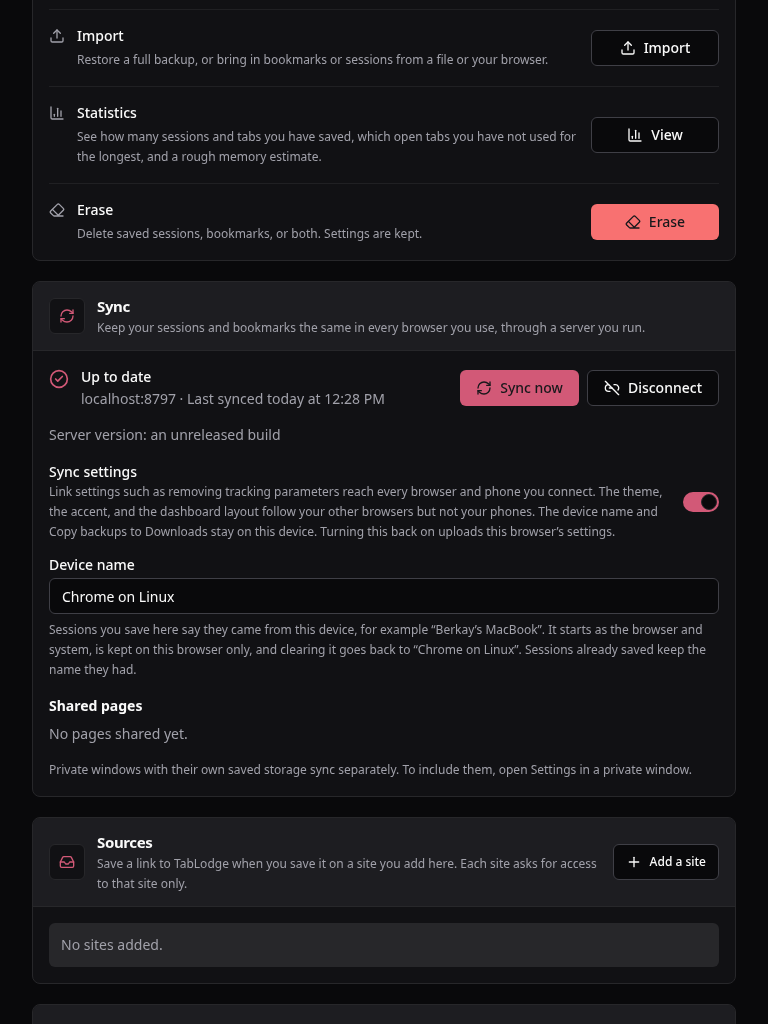 Import
Restore a full backup, or bring in bookmarks or sessions from a file or your browser.
Import
Statistics
See how many sessions and tabs you have saved, which open tabs you have not used for
the longest, and a rough memory estimate.
View
Erase
Delete saved sessions, bookmarks, or both. Settings are kept.
Erase
Sync
Keep your sessions and bookmarks the same in every browser you use, through a server you run.
Up to date
localhost:8797 · Last synced today at 12:28 PM
Sync now
Disconnect
Server version: an unreleased build
Sync settings
Link settings such as removing tracking parameters reach every browser and phone you connect. The theme,
the accent, and the dashboard layout follow your other browsers but not your phones. The device name and
Copy backups to Downloads stay on this device. Turning this back on uploads this browser’s settings.
Device name
Chrome on Linux
Sessions you save here say they came from this device, for example “Berkay’s MacBook”. It starts as the browser and
system, is kept on this browser only, and clearing it goes back to “Chrome on Linux”. Sessions already saved keep the
name they had.
Shared pages
No pages shared yet.
Private windows with their own saved storage sync separately. To include them, open Settings in a private window.
Sources
Save a link to TabLodge when you save it on a site you add here. Each site asks for access
to that site only.
Add a site
No sites added.